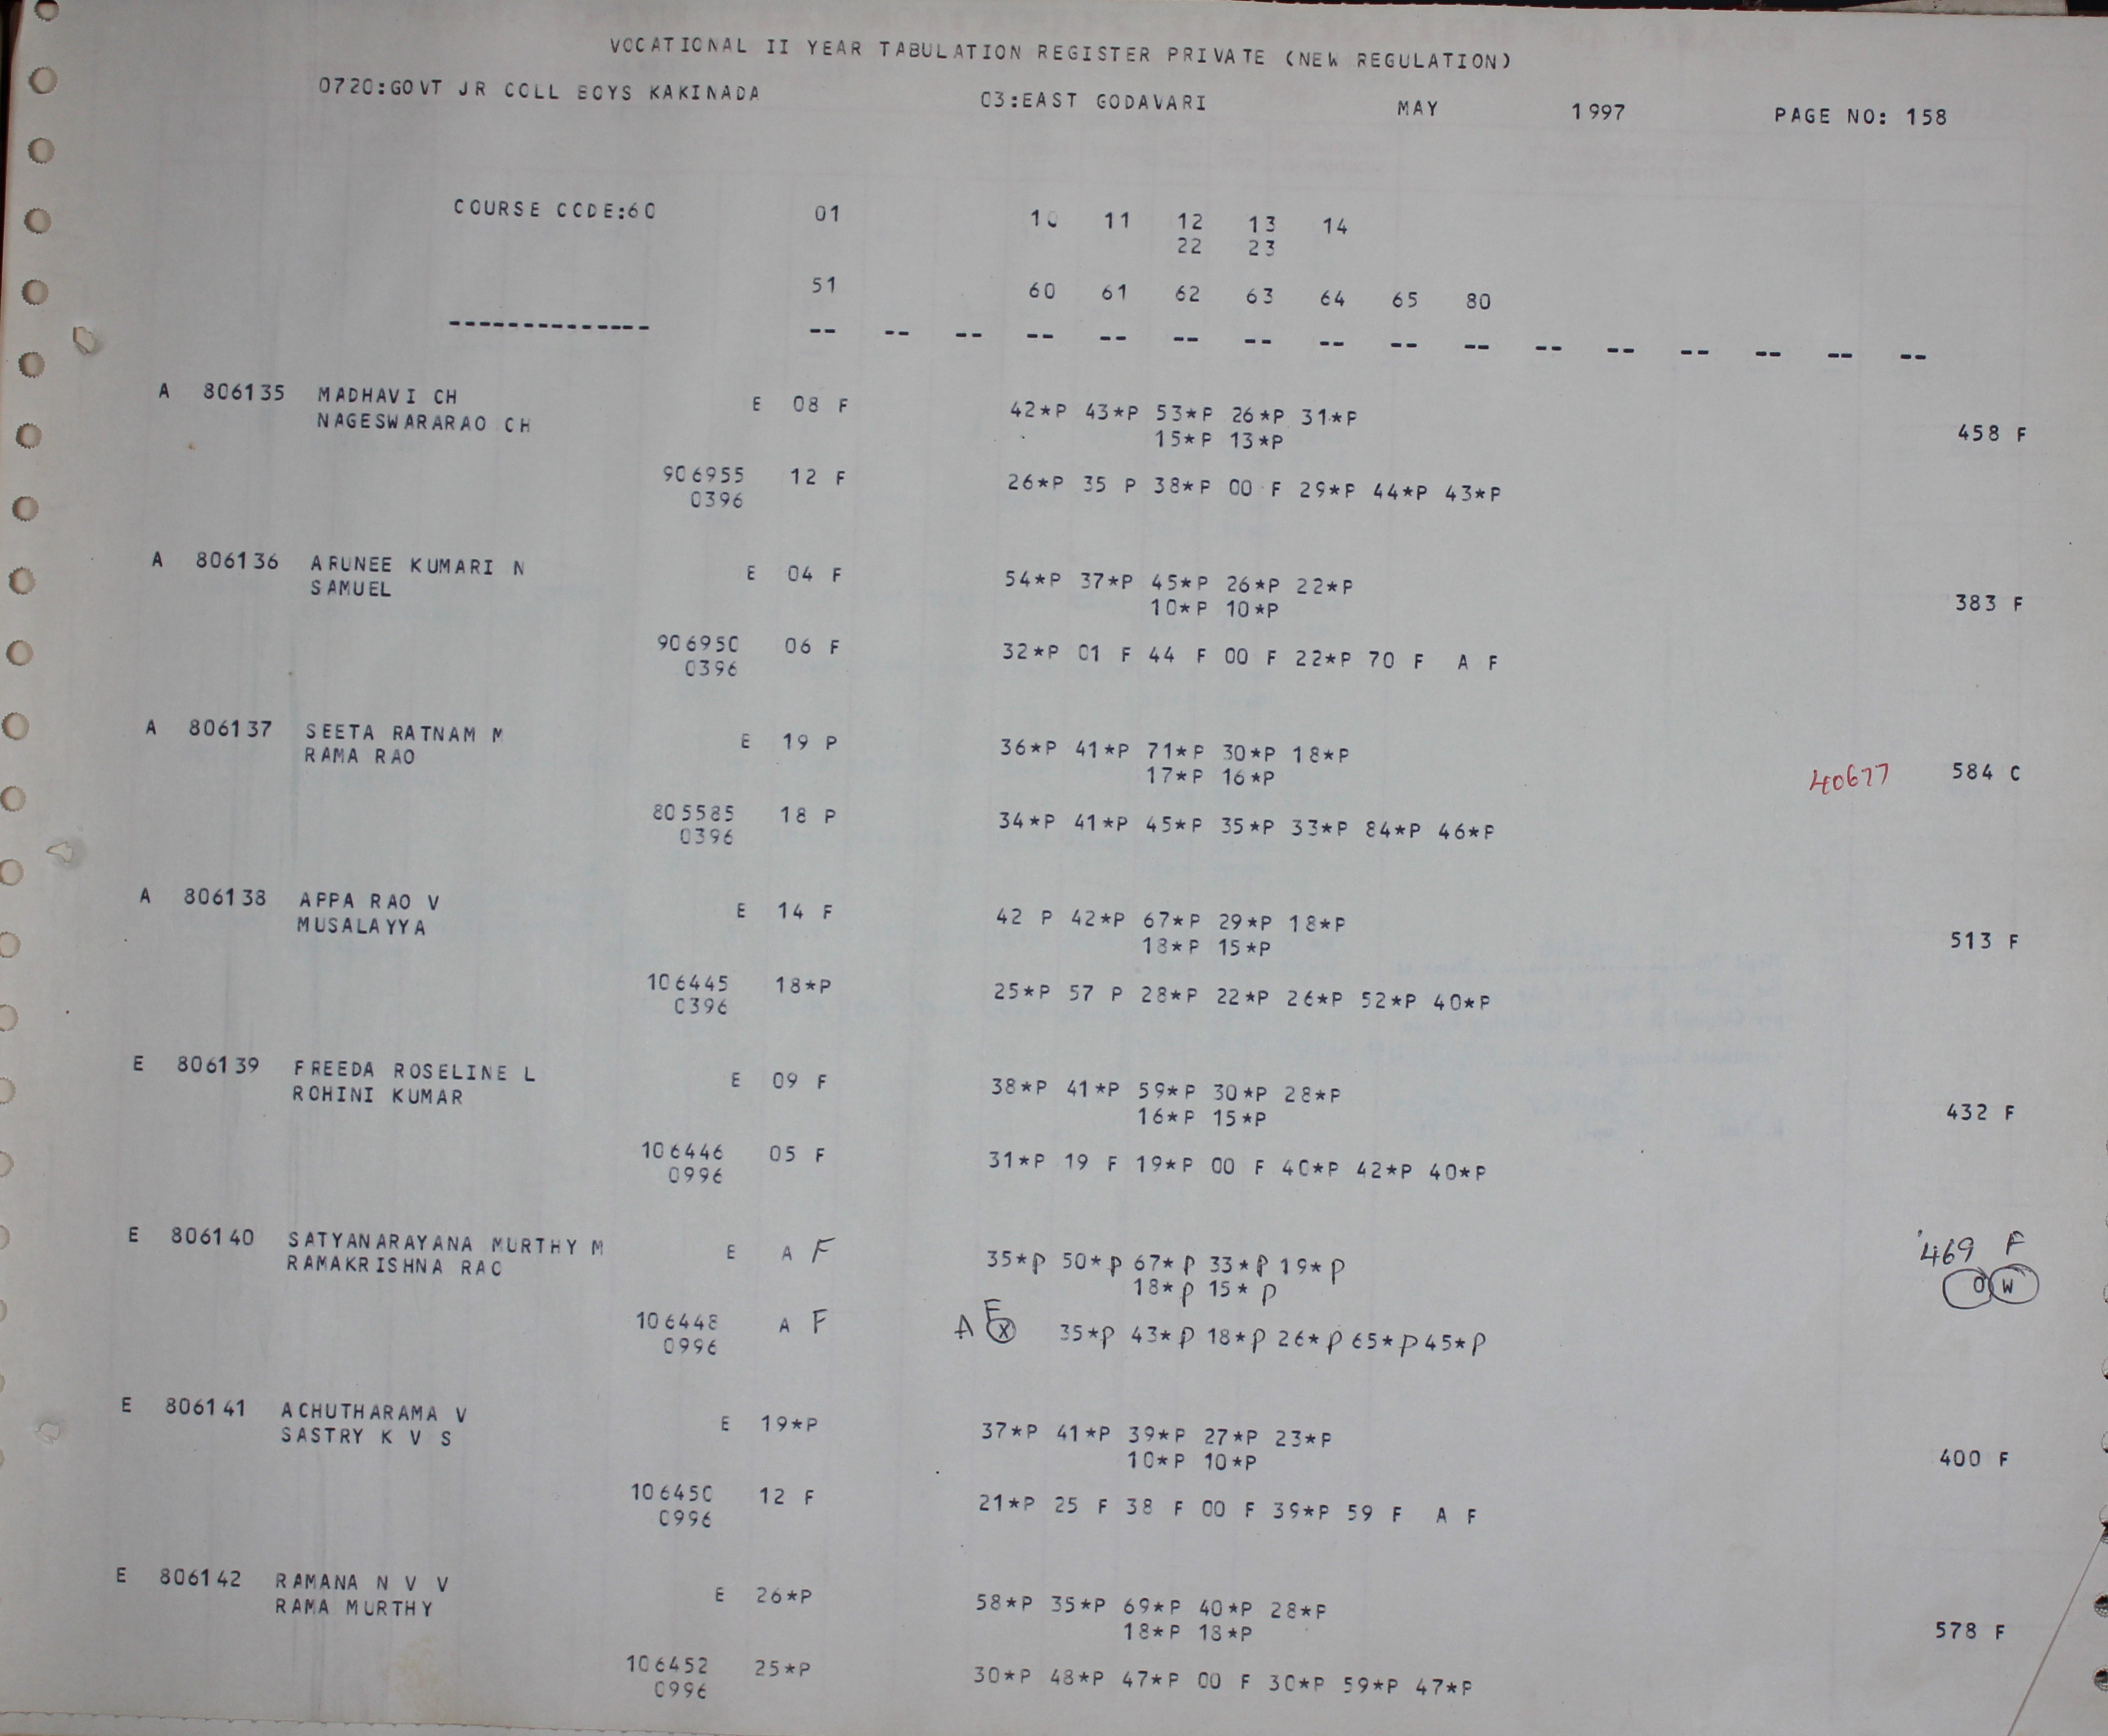 VOCATIONAL II YEAR TABULATION REGISTER PRIVATE (NEW REGULATION)
0720:GOVT JR COLL BOYS KAKINADA 03:EAST GODAVARI MAY 1997 PAGE NO: 158
COURSE CODE:60 01 10 11 12 13 14
22 23
51 60 61 62 63 64 65 80
-------------- -- -- -- -- -- -- -- -- -- -- -- -- -- -- -- --
A 806135 MADHAVI CH E 08 F 42*P 43*P 53*P 26*P 31*P
NAGESWARARAO CH 15*P 13*P 458 F
906955 12 F 26*P 35 P 38*P 00 F 29*P 44*P 43*P
0396
A 806136 ARUNEE KUMARI N E 04 F 54*P 37*P 45*P 26*P 22*P
SAMUEL 10*P 10*P 383 F
906950 06 F 32*P 01 F 44 F 00 F 22*P 70 F A F
0396
A 806137 SEETA RATNAM M E 19 P 36*P 41*P 71*P 30*P 18*P
RAMA RAO 17*P 16*P 40677 584 C
805585 18 P 34*P 41*P 45*P 35*P 33*P 84*P 46*P
0396
A 806138 APPA RAO V E 14 F 42 P 42*P 67*P 29*P 18*P
MUSALAYYA 18*P 15*P 513 F
106445 18*P 25*P 57 P 28*P 22*P 26*P 52*P 40*P
0396
E 806139 FREEDA ROSELINE L E 09 F 38*P 41*P 59*P 30*P 28*P
ROHINI KUMAR 16*P 15*P 432 F
106446 05 F 31*P 19 F 19*P 00 F 40*P 42*P 40*P
0996
E 806140 SATYANARAYANA MURTHY M E A F 35*P 50*P 67*P 33*P 19*P 469 F
RAMAKRISHNA RAO 18*P 15*P O W
106448 A F A F X 35*P 43*P 18*P 26*P 65*P 45*P
0996
E 806141 ACHUTHARAMA V E 19*P 37*P 41*P 39*P 27*P 23*P
SASTRY K V S 10*P 10*P 400 F
106450 12 F 21*P 25 F 38 F 00 F 39*P 59 F A F
0996
E 806142 RAMANA N V V E 26*P 58*P 35*P 69*P 40*P 28*P
RAMA MURTHY 18*P 18*P 578 F
106452 25*P 30*P 48*P 47*P 00 F 30*P 59*P 47*P
0996